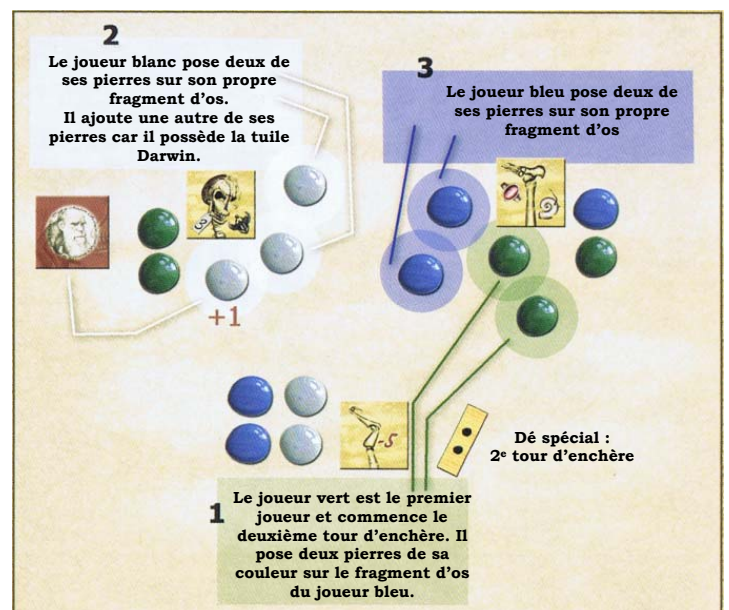 2
Le joueur blanc pose deux de
ses pierres sur son propre
fragment d'os.
Il ajoute une autre de ses
pierres car il possède la tuile
Darwin.
3
Le joueur bleu pose deux de
ses pierres sur son propre
fragment d'os
+1
-5
Dé spécial :
2e tour d'enchère
1
Le joueur vert est le premier
joueur et commence le
deuxième tour d'enchère. Il
pose deux pierres de sa
couleur sur le fragment d'os
du joueur bleu.